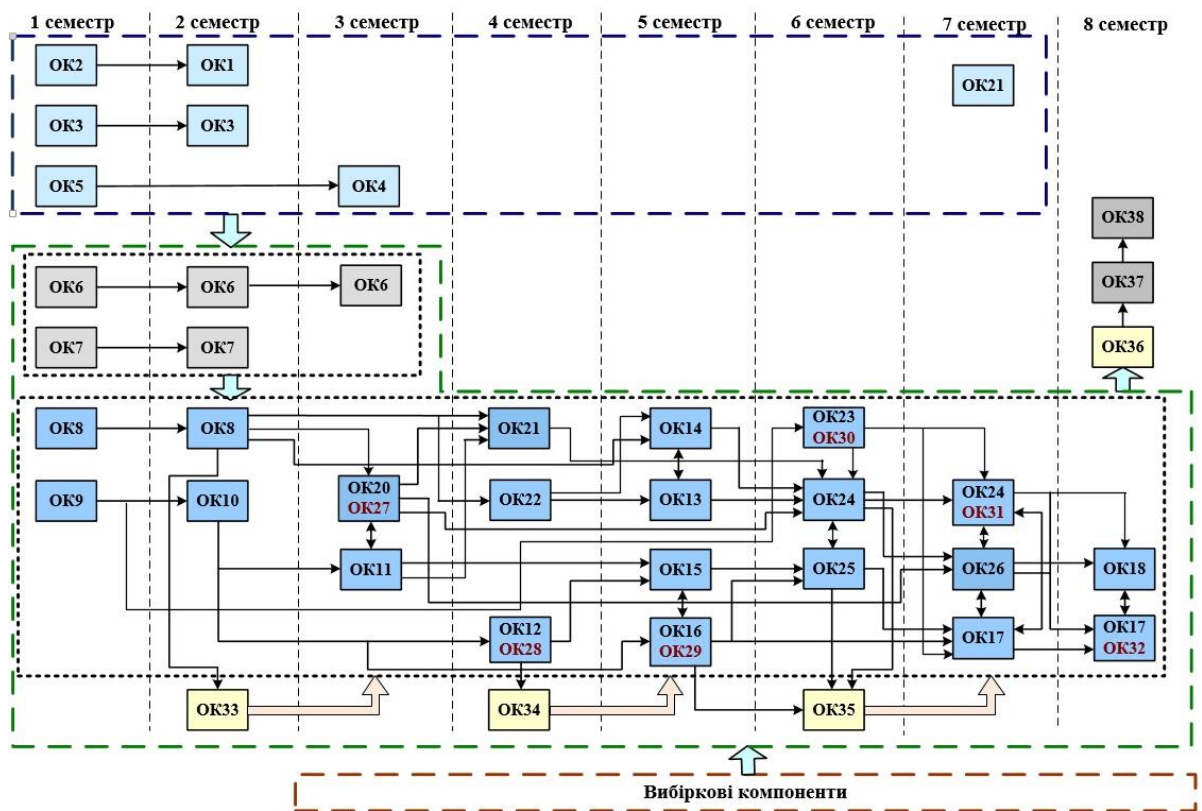 1 семестр
2 семестр
3 семестр
4 семестр
5 семестр
6 семестр
7 семестр
8 семестр
ОК2
ОК1
ОК21
ОК3
ОК3
ОК5
ОК4
ОК38
ОК6
ОК6
ОК6
ОК37
ОК7
ОК7
ОК36
ОК8
ОК8
ОК21
ОК14
ОК23
ОК30
ОК9
ОК10
ОК20
ОК27
ОК22
ОК13
ОК24
ОК24
ОК31
ОК11
ОК15
ОК25
ОК26
ОК18
ОК12
ОК28
ОК16
ОК29
ОК17
ОК17
ОК32
ОК33
ОК34
ОК35
Вибіркові компоненти